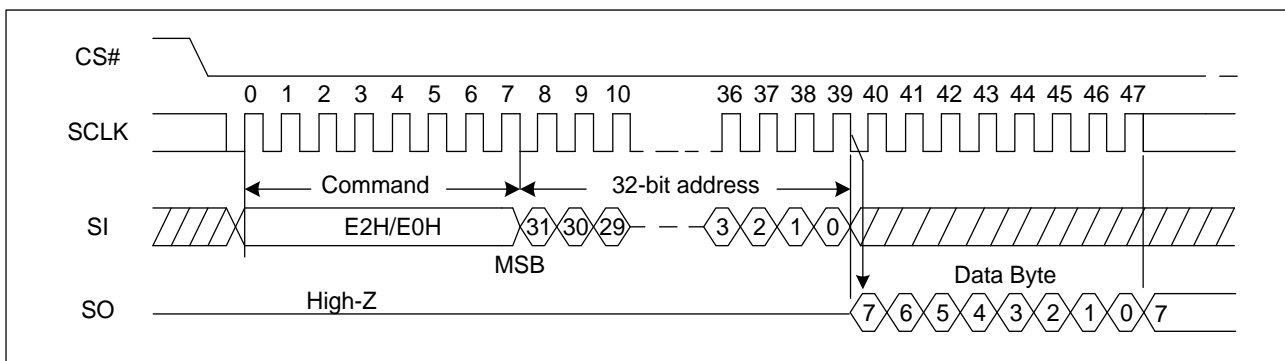 CS#
0 1 2 3 4 5 6 7 8 9 10 36 37 38 39 40 41 42 43 44 45 46 47
SCLK
Command 32-bit address
SI E2H/E0H 31 30 29 3 2 1 0
MSB Data Byte
High-Z
SO 7 6 5 4 3 2 1 0 7